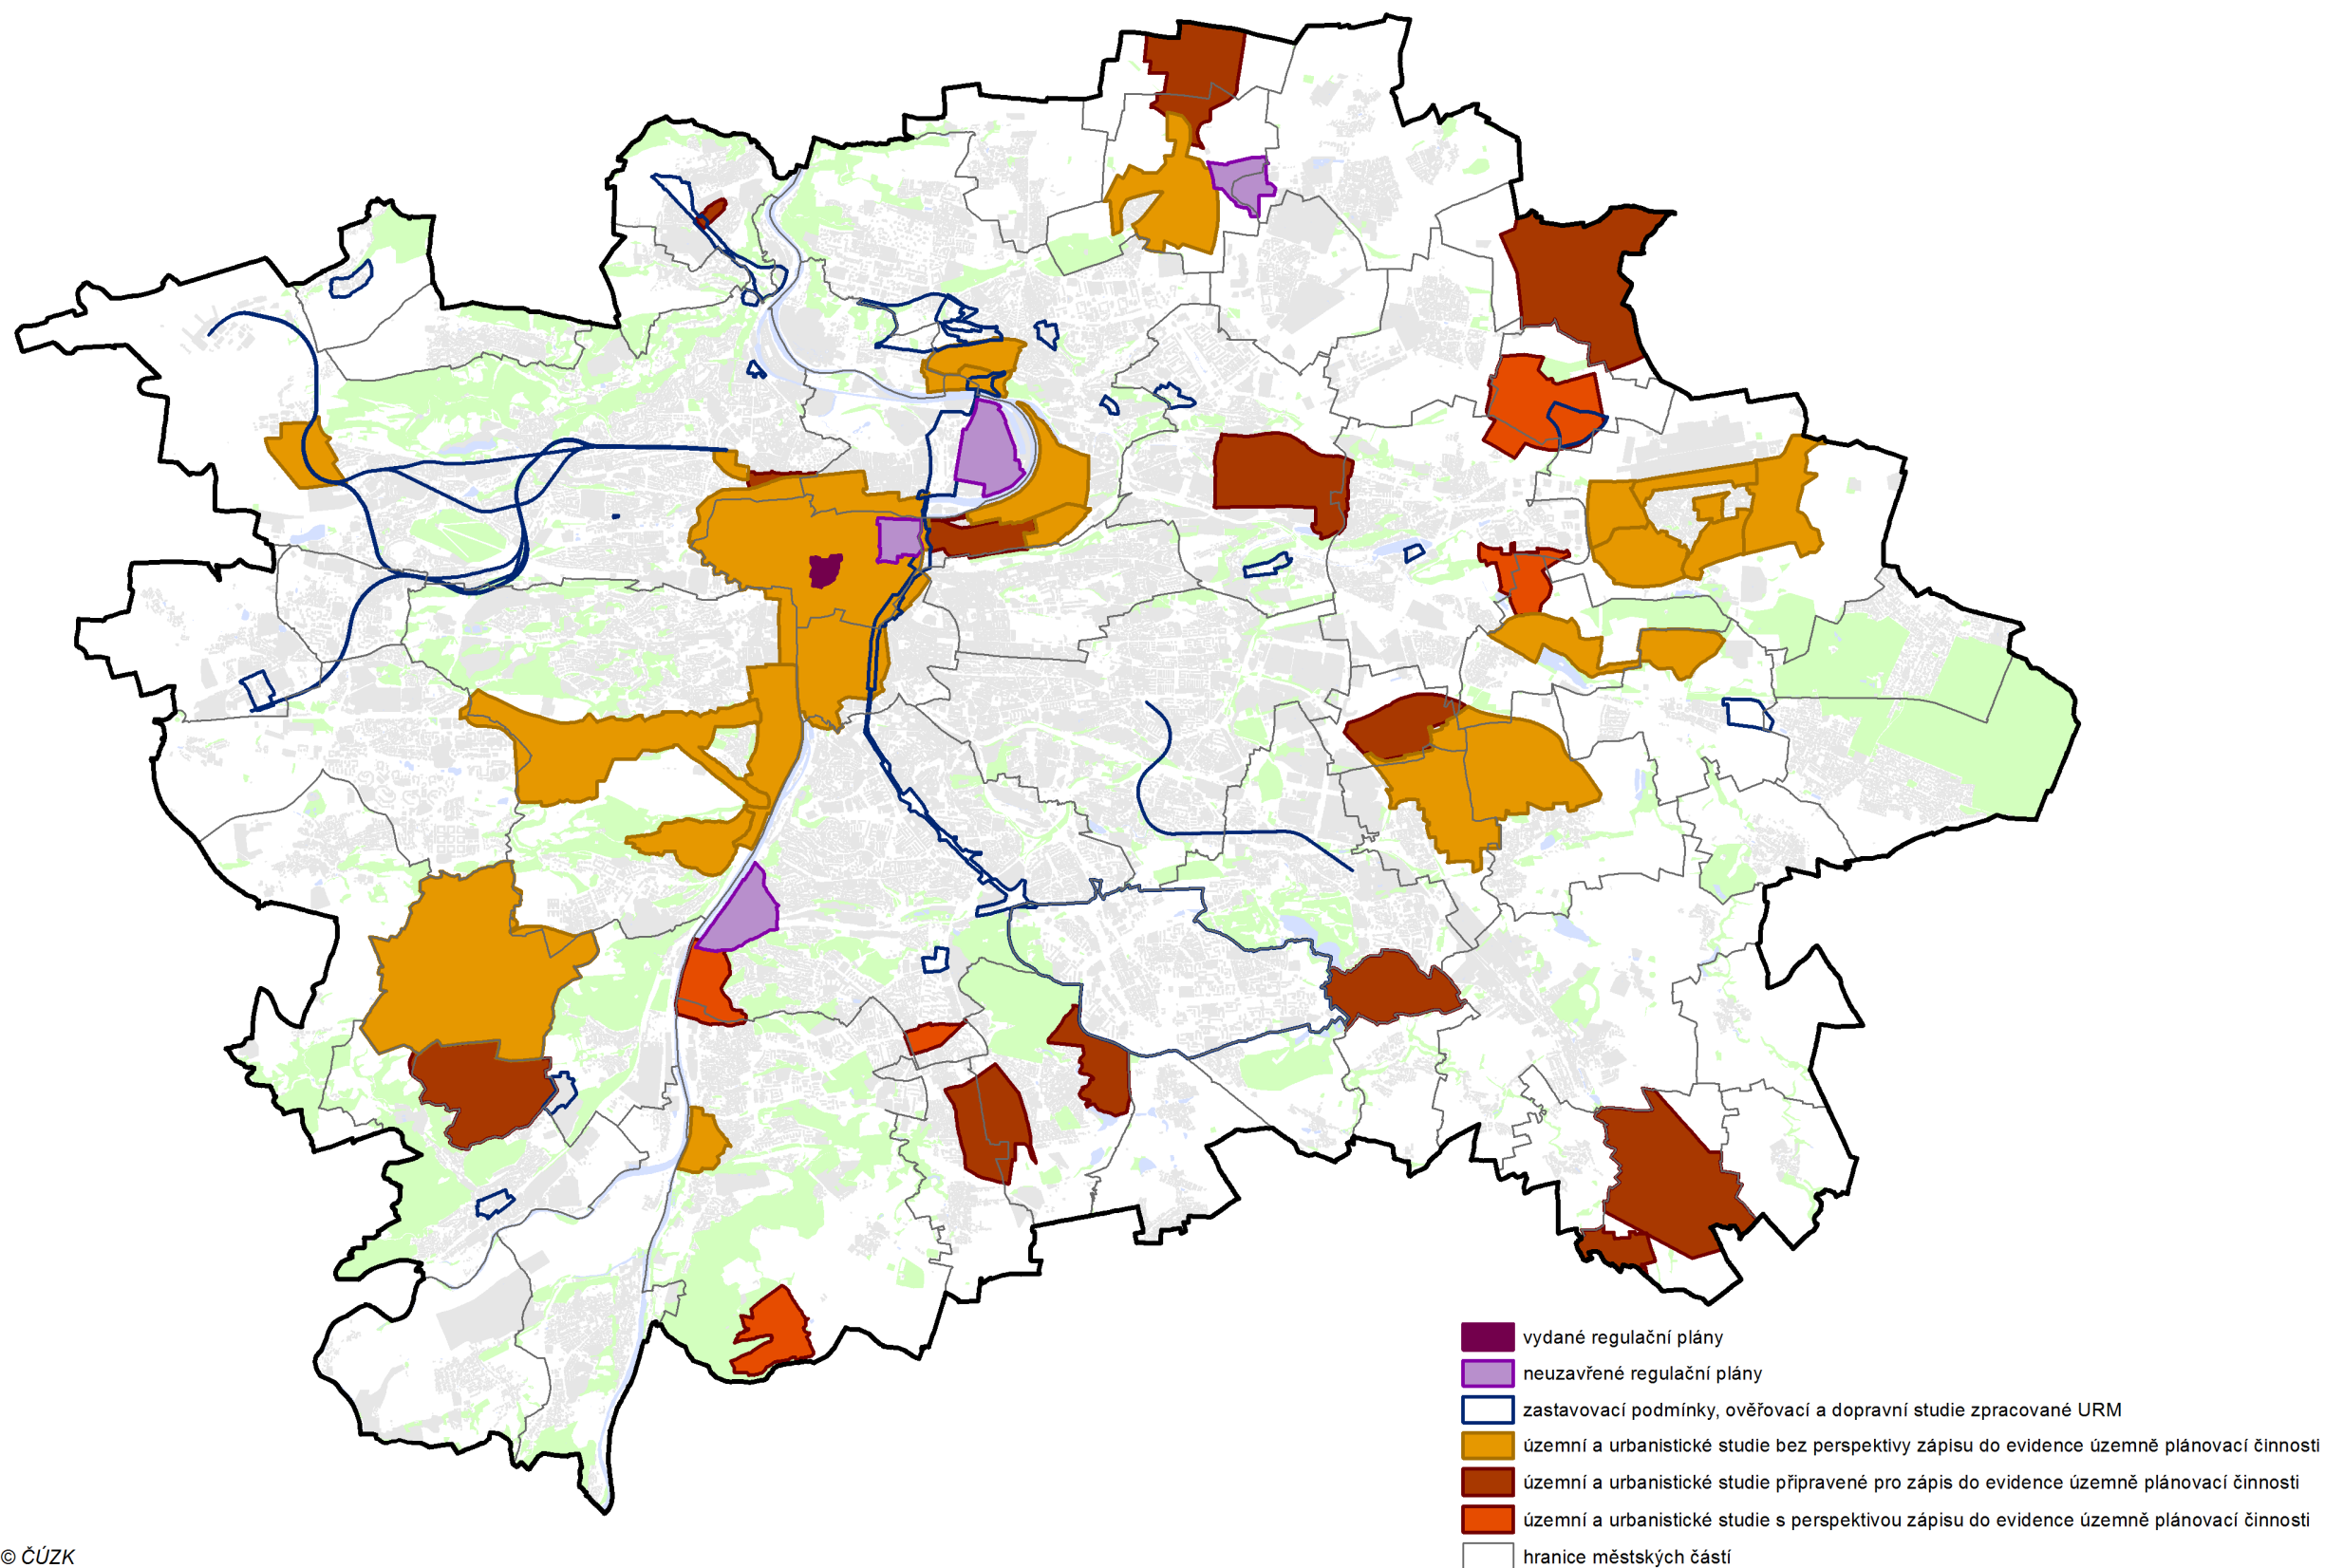 vydané regulační plány
neuzavřené regulační plány
zastavovací podmínky, ověřovací a dopravní studie zpracované URM
územní a urbanistické studie bez perspektivy zápisu do evidence územně plánovací činnosti
územní a urbanistické studie připravené pro zápis do evidence územně plánovací činnosti
územní a urbanistické studie s perspektivou zápisu do evidence územně plánovací činnosti
hranice městských částí
© ČÚZK